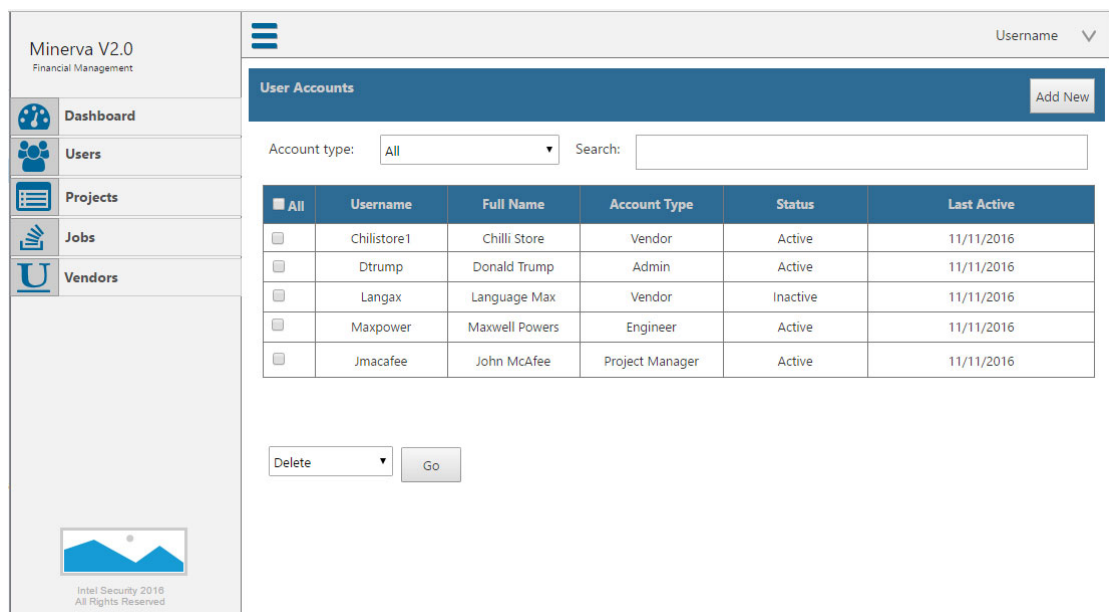 Minerva V2.0
Financial Management
Dashboard
Users
Projects
Jobs
U Vendors
Intel Security 2016
All Rights Reserved
Username
User Accounts
Add New
Account type: All Search:
All Username Full Name Account Type Status Last Active
Chilistore1 Chilli Store Vendor Active 11/11/2016
Dtrump Donald Trump Admin Active 11/11/2016
Langax Language Max Vendor Inactive 11/11/2016
Maxpower Maxwell Powers Engineer Active 11/11/2016
Jmacafee John McAfee Project Manager Active 11/11/2016
Delete Go